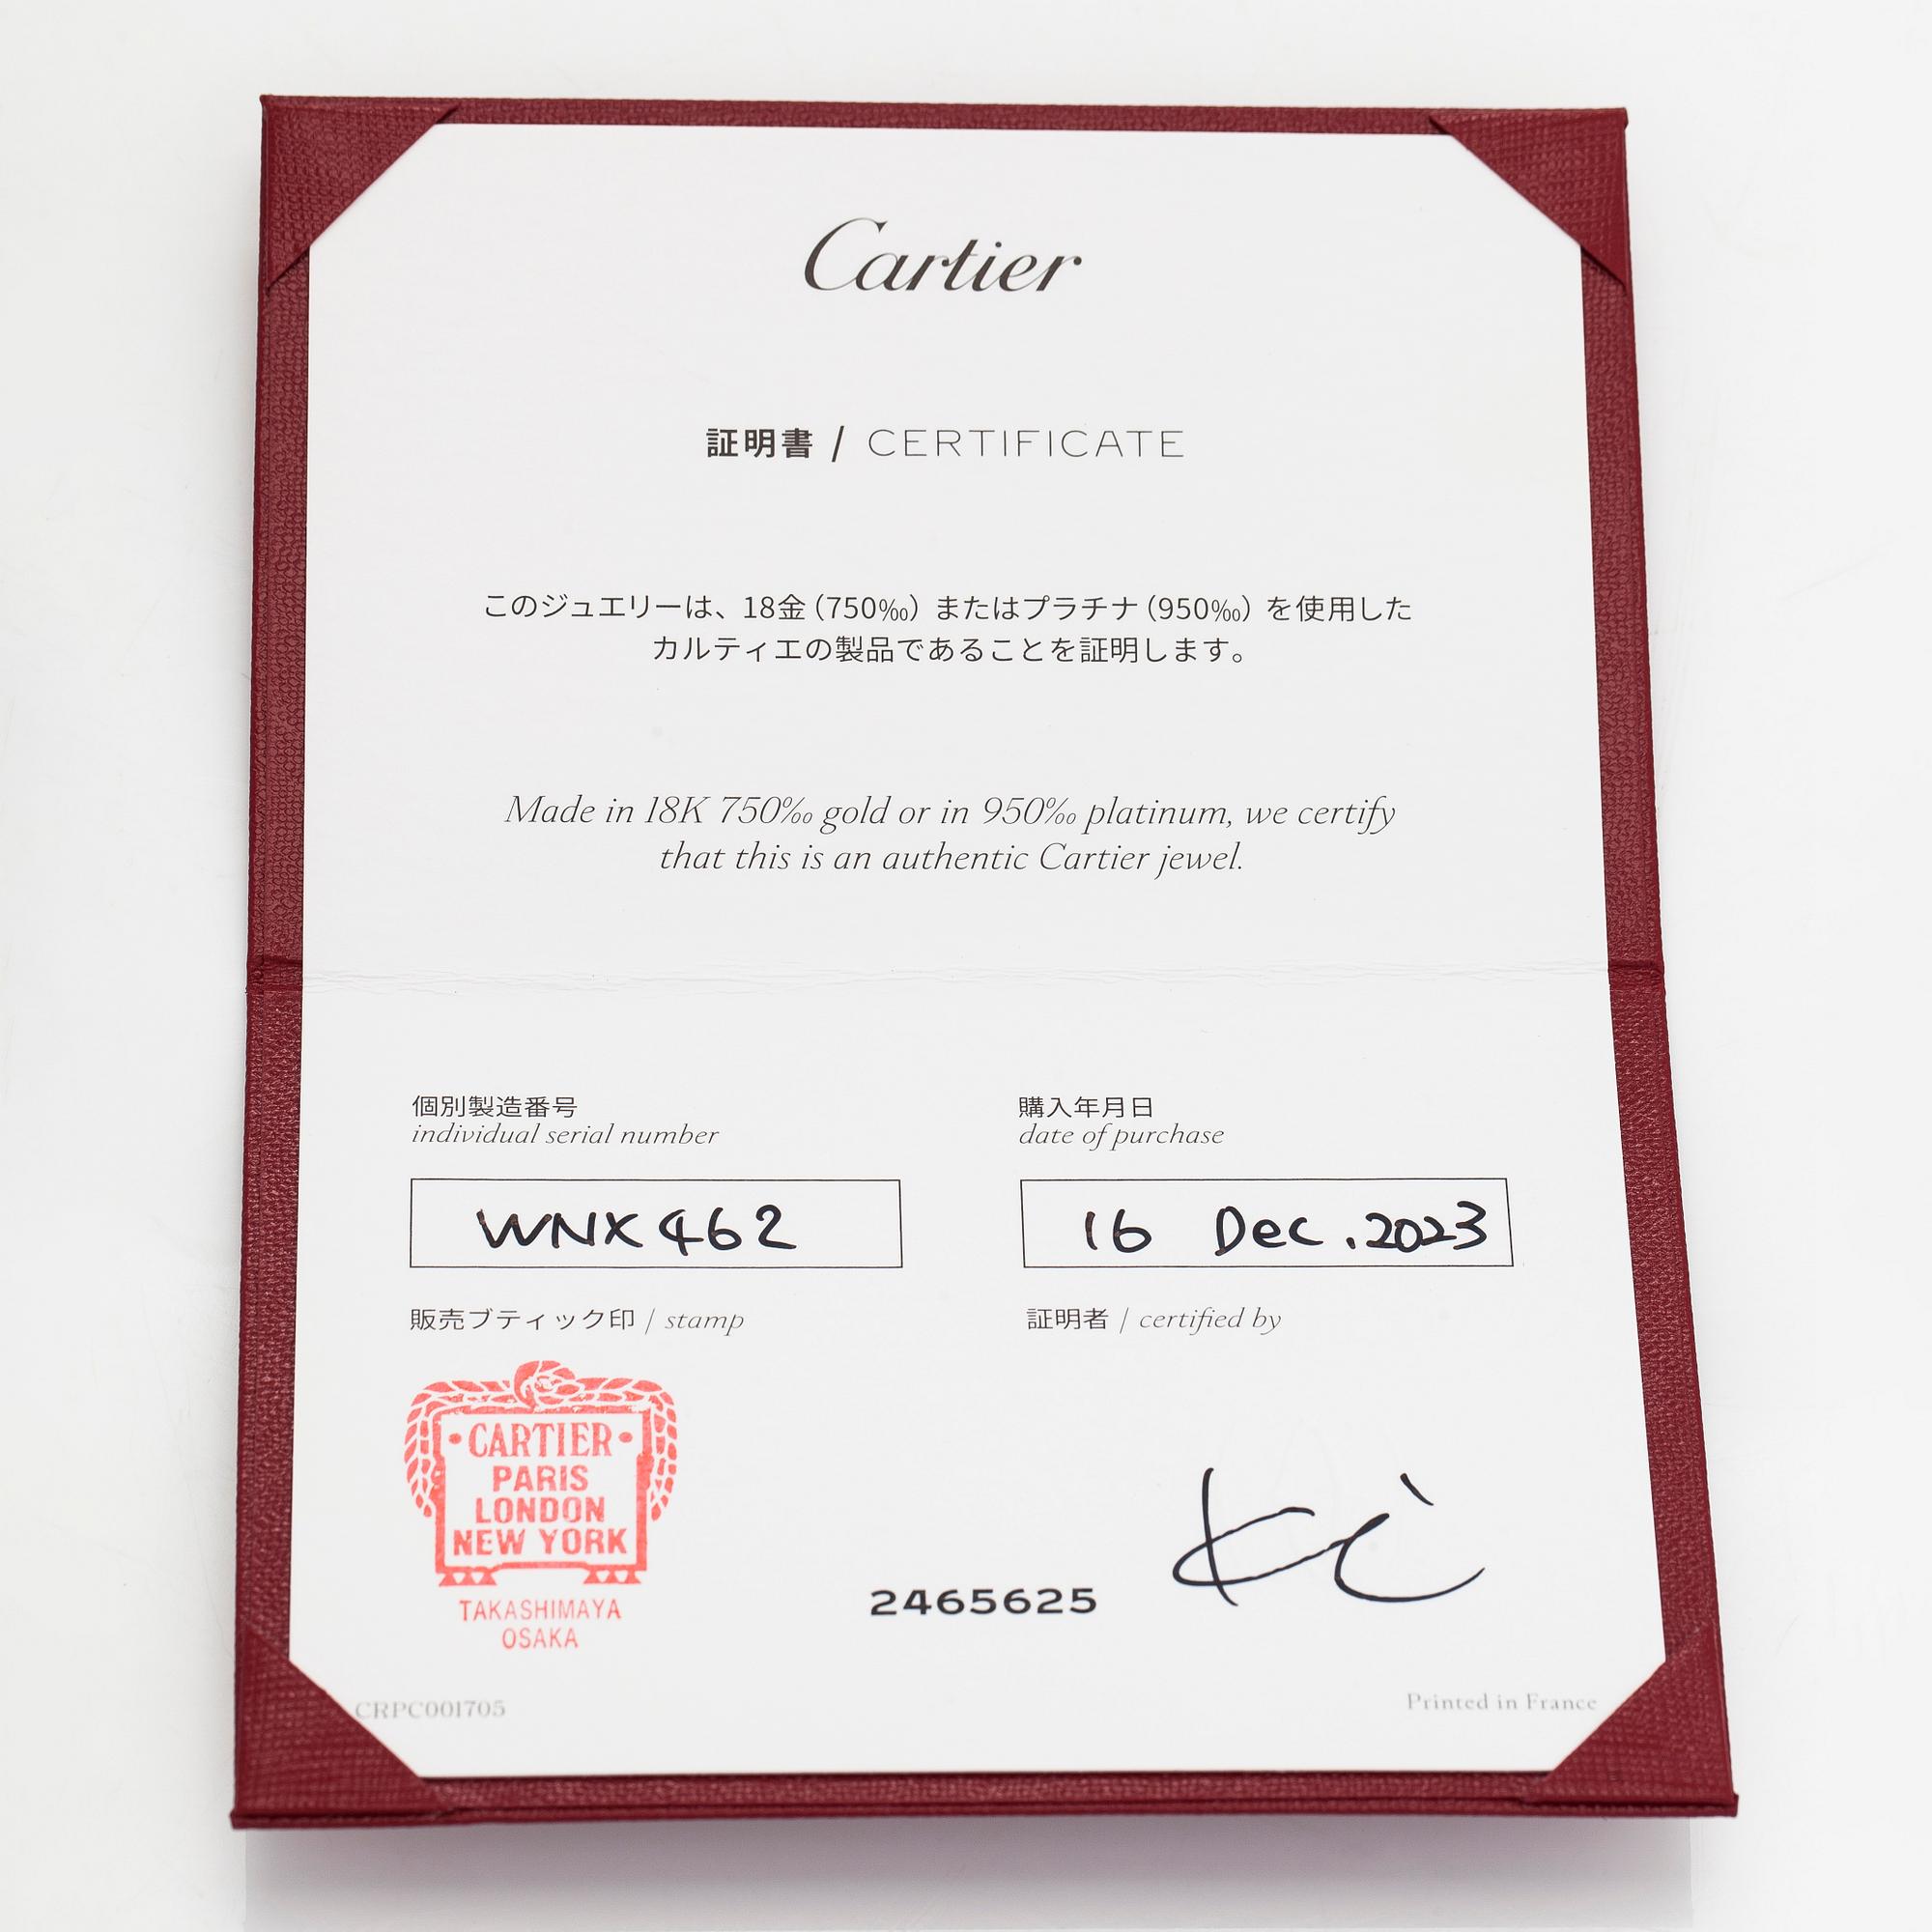 Cartier
証明書 / CERTIFICATE
このジュエリーは、18金(750‰)またはプラチナ(950‰)を使用した
カルティエの製品であることを証明します。
Made in 18K 750‰ gold or in 950‰ platinum, we certify
that this is an authentic Cartier jewel.
個別製造番号
individual serial number
WNX462
購入年月日
date of purchase
16 Dec.2023
販売ブティック印 / stamp
・CARTIER・
PARIS
LONDON
NEW YORK
TAKASHIMAYA
OSAKA
証明者 / certified by
2465625
CRPC001705
Printed in France